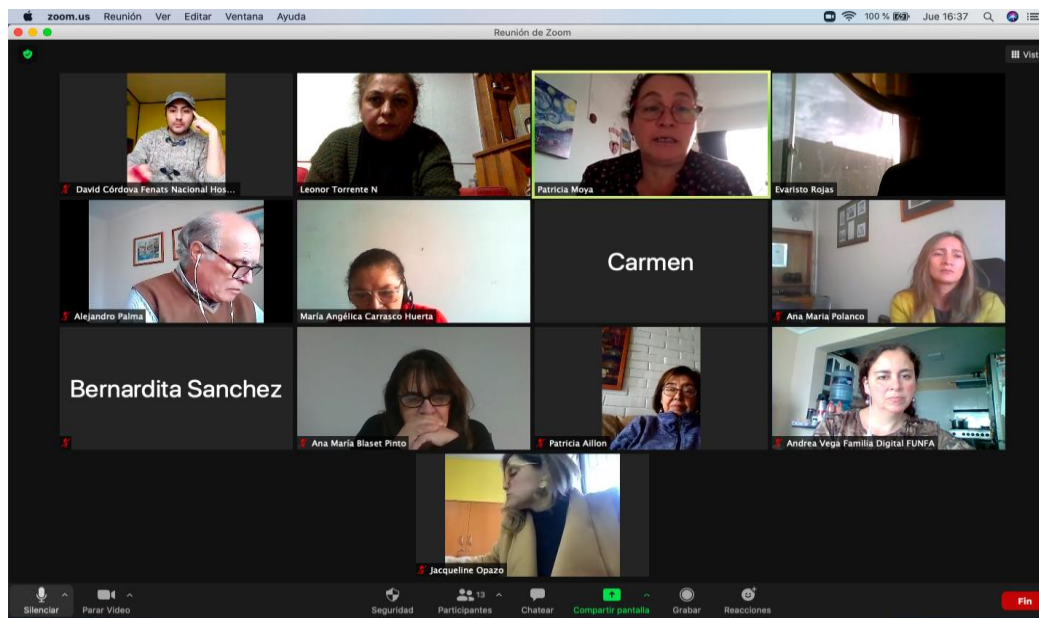 zoom.us Reunión Ver Editar Ventana Ayuda 100 % Jue 16:37
Reunión de Zoom
Vist
David Córdova Fenats Nacional Hos...
Leonor Torrente N
Patricia Moya
Evaristo Rojas
Alejandro Palma
María Angélica Carrasco Huerta
Carmen
Ana Maria Polanco
Bernardita Sanchez
Ana María Blaset Pinto
Patricia Aillon
Andrea Vega Familia Digital FUNFA
Jacqueline Opazo
Silenciar Parar Video Seguridad Participantes 13 Chatear Compartir pantalla Grabar Reacciones Fin